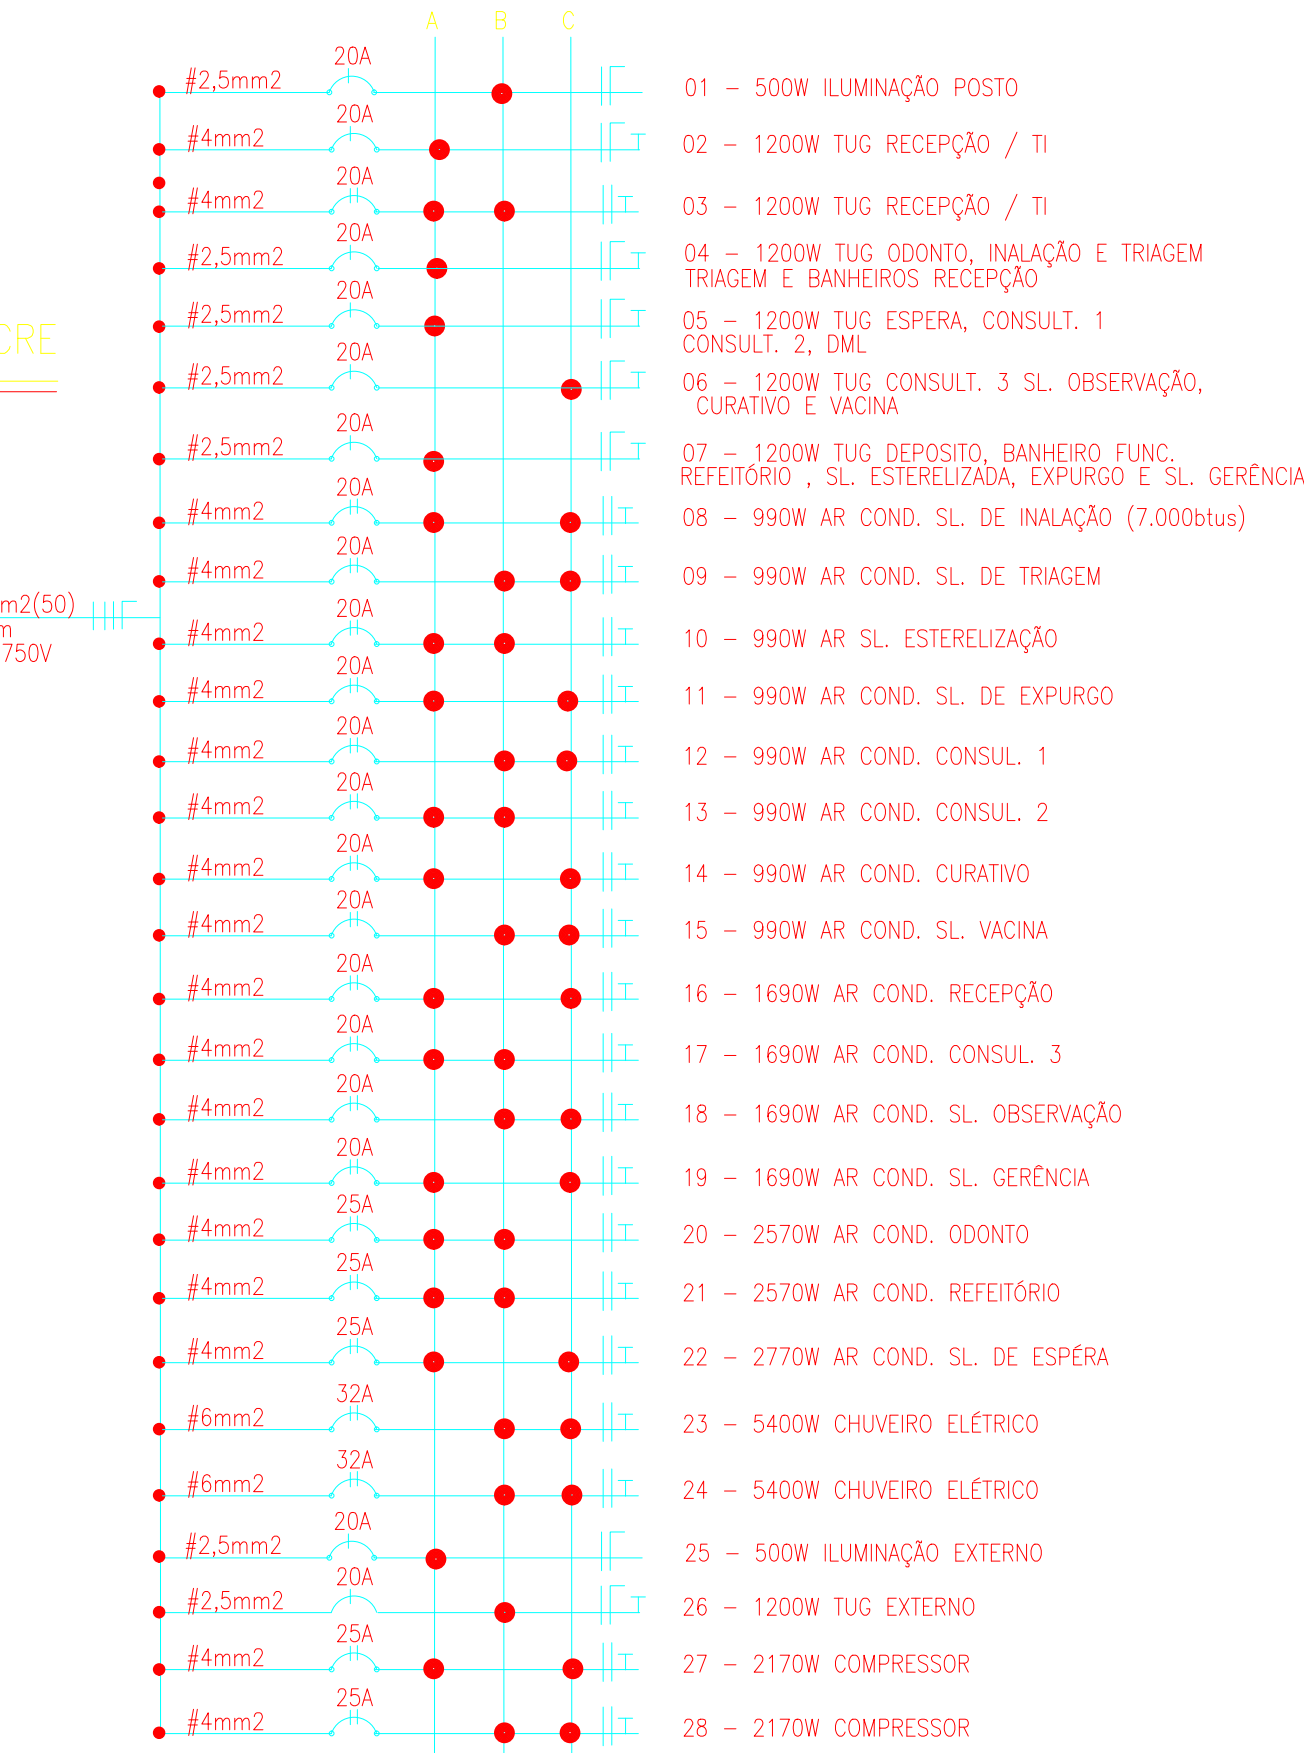 A B C
20A
#2,5mm2
01 - 500W ILUMINAÇÃO POSTO
20A
#4mm2
02 - 1200W TUG RECEPÇÃO / TI
20A
#4mm2
03 - 1200W TUG RECEPÇÃO / TI
20A
#2,5mm2
04 - 1200W TUG ODONTO, INALAÇÃO E TRIAGEM
TRIAGEM E BANHEIROS RECEPÇÃO
20A
#2,5mm2
05 - 1200W TUG ESPERA, CONSULT. 1
CONSULT. 2, DML
CRE
20A
#2,5mm2
06 - 1200W TUG CONSULT. 3 SL. OBSERVAÇÃO,
CURATIVO E VACINA
20A
#2,5mm2
07 - 1200W TUG DEPOSITO, BANHEIRO FUNC.
REFEITÓRIO , SL. ESTERELIZADA, EXPURGO E SL. GERÊNCIA
20A
#4mm2
08 - 990W AR COND. SL. DE INALAÇÃO (7.000btus)
20A
#4mm2
09 - 990W AR COND. SL. DE TRIAGEM
m2(50)
m
750V
20A
#4mm2
10 - 990W AR SL. ESTERELIZAÇÃO
20A
#4mm2
11 - 990W AR COND. SL. DE EXPURGO
20A
#4mm2
12 - 990W AR COND. CONSUL. 1
20A
#4mm2
13 - 990W AR COND. CONSUL. 2
20A
#4mm2
14 - 990W AR COND. CURATIVO
20A
#4mm2
15 - 990W AR COND. SL. VACINA
20A
#4mm2
16 - 1690W AR COND. RECEPÇÃO
20A
#4mm2
17 - 1690W AR COND. CONSUL. 3
20A
#4mm2
18 - 1690W AR COND. SL. OBSERVAÇÃO
20A
#4mm2
19 - 1690W AR COND. SL. GERÊNCIA
25A
#4mm2
20 - 2570W AR COND. ODONTO
25A
#4mm2
21 - 2570W AR COND. REFEITÓRIO
25A
#4mm2
22 - 2770W AR COND. SL. DE ESPÉRA
32A
#6mm2
23 - 5400W CHUVEIRO ELÉTRICO
32A
#6mm2
24 - 5400W CHUVEIRO ELÉTRICO
20A
#2,5mm2
25 - 500W ILUMINAÇÃO EXTERNO
20A
#2,5mm2
26 - 1200W TUG EXTERNO
25A
#4mm2
27 - 2170W COMPRESSOR
25A
#4mm2
28 - 2170W COMPRESSOR